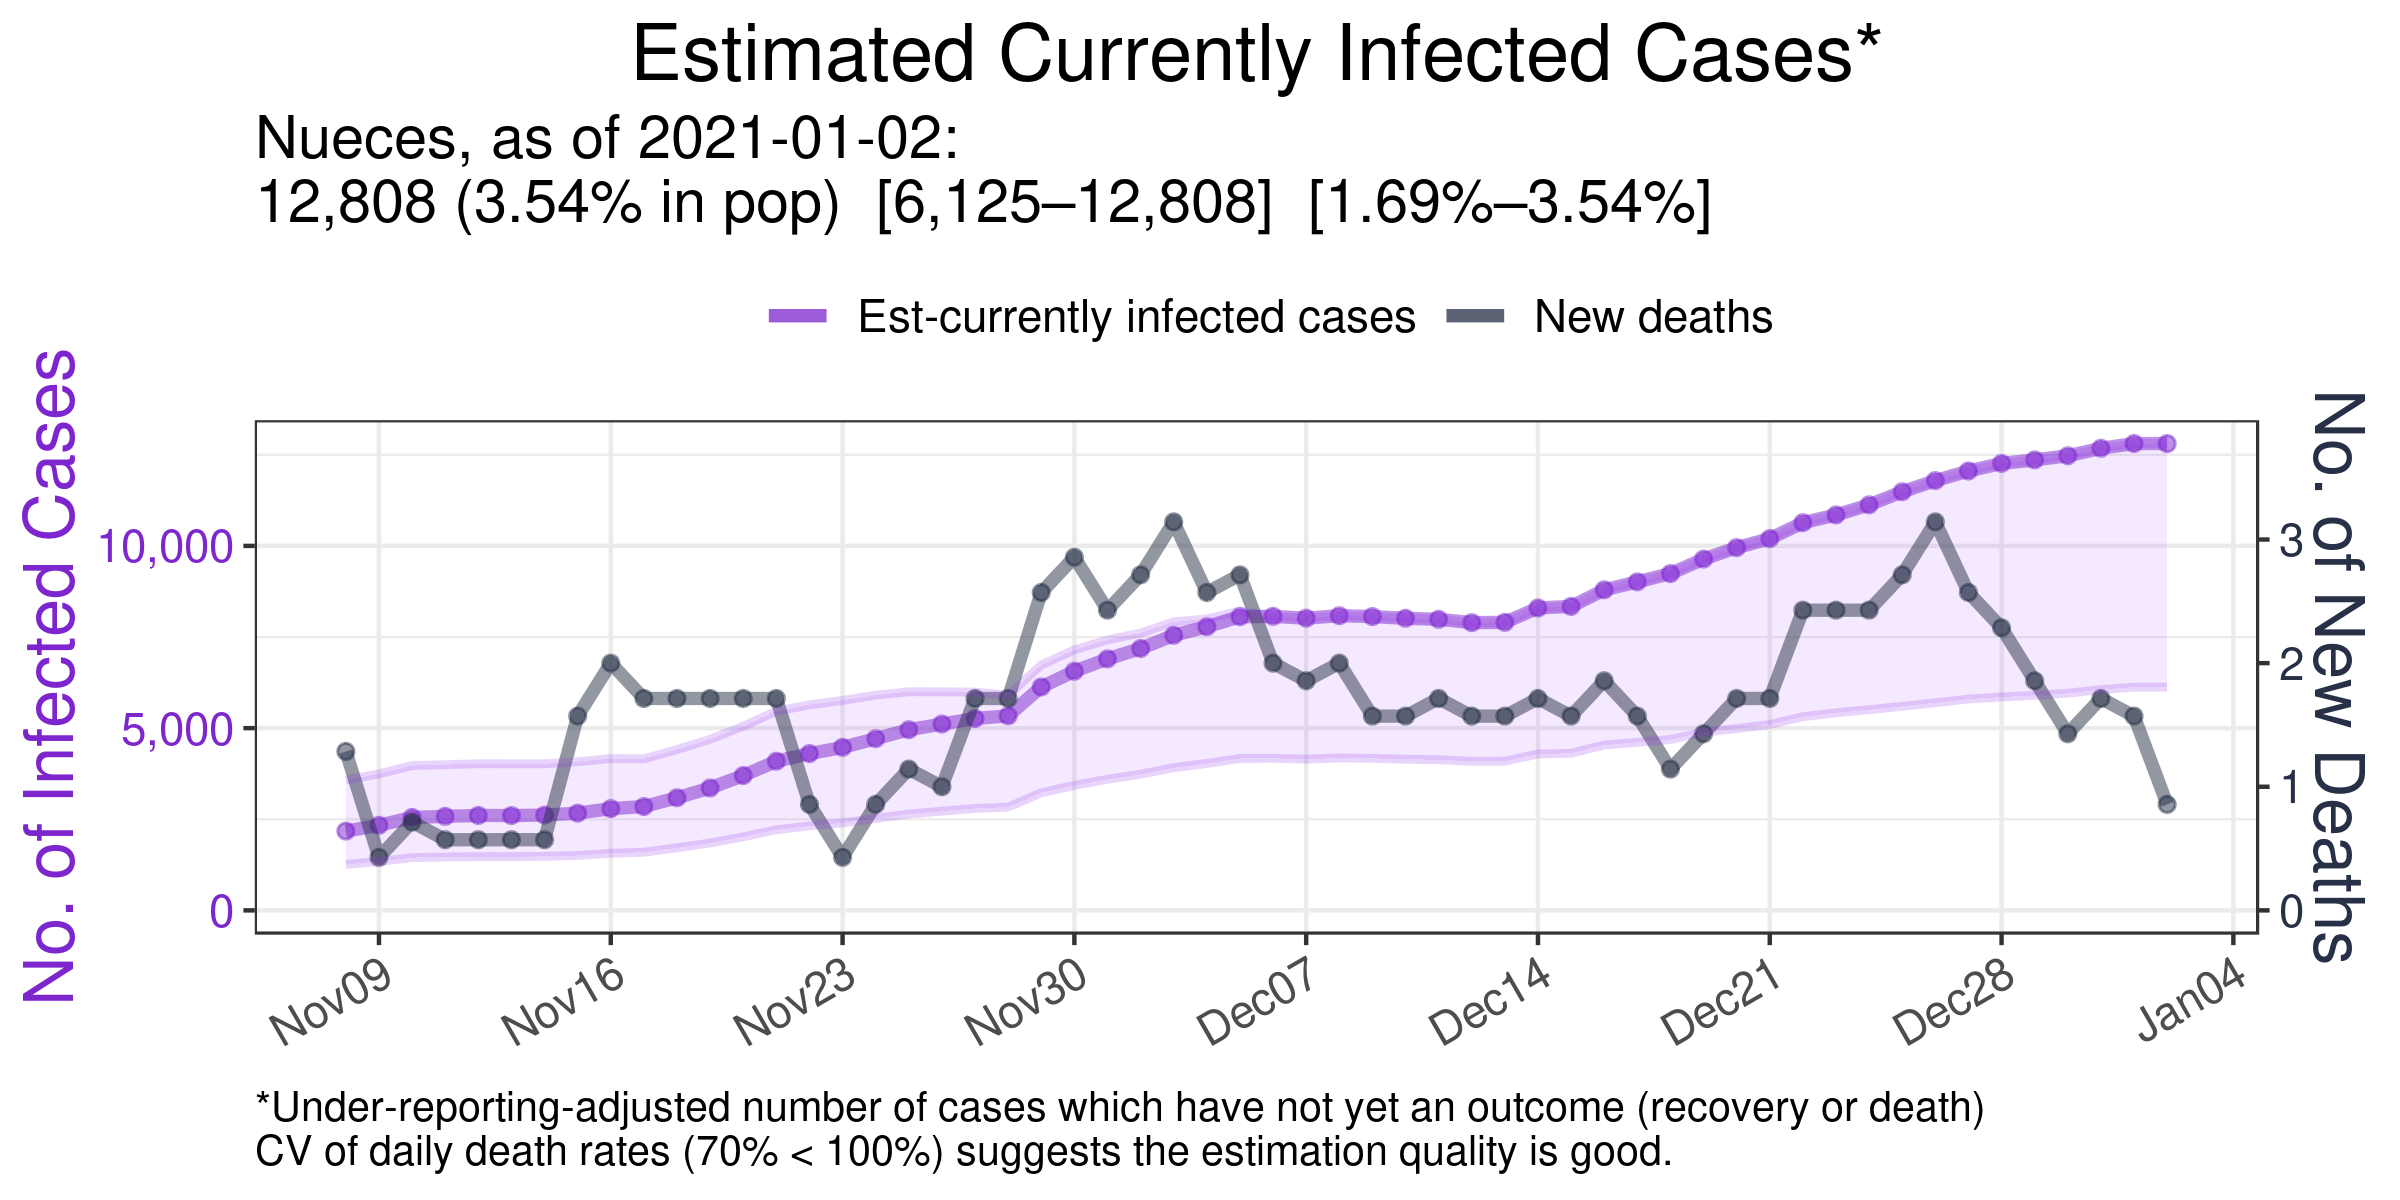 Estimated Currently Infected Cases*
Nueces, as of 2021-01-02:
12,808 (3.54% in pop)  [6,125–12,808]  [1.69%–3.54%]
Est-currently infected cases
New deaths
No. of Infected Cases
10,000
5,000
0
No. of New Deaths
3
2
1
0
Nov09
Nov16
Nov23
Nov30
Dec07
Dec14
Dec21
Dec28
Jan04
*Under-reporting-adjusted number of cases which have not yet an outcome (recovery or death)
CV of daily death rates (70% < 100%) suggests the estimation quality is good.